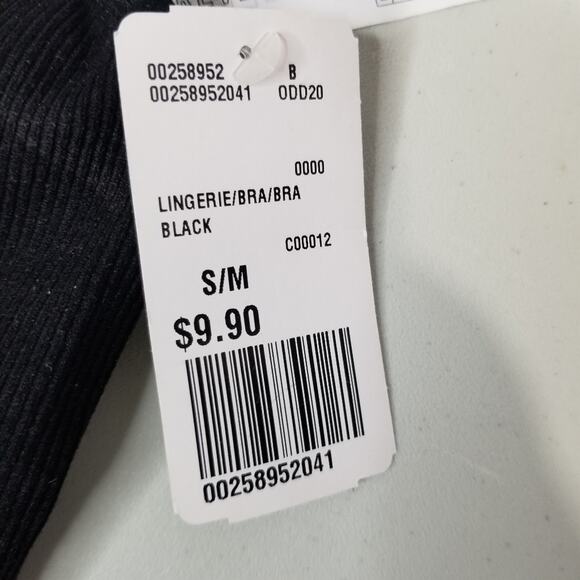 00258952 B
00258952041 ODD20
0000
LINGERIE/BRA/BRA
BLACK
C00012
S/M
$9.90
00258952041